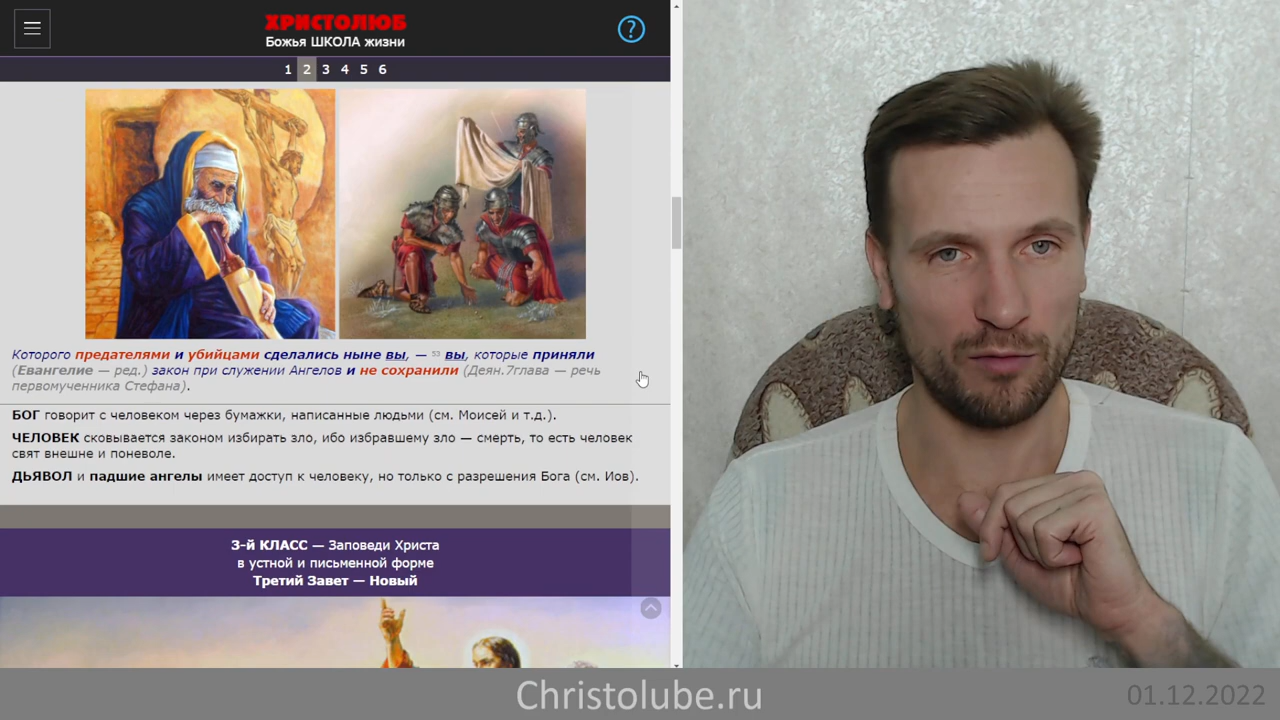 ХРИСТОЛЮБ
Божья ШКОЛА жизни
?
1 2 3 4 5 6
Которого предателями и убийцами сделались ныне вы, — 53 вы, которые приняли
(Евангелие — ред.) закон при служении Ангелов и не сохранили (Деян.7глава — речь
первомученника Стефана).
БОГ говорит с человеком через бумажки, написанные людьми (см. Моисей и т.д.).
ЧЕЛОВЕК сковывается законом избирать зло, ибо избравшему зло — смерть, то есть человек
свят внешне и поневоле.
ДЬЯВОЛ и падшие ангелы имеет доступ к человеку, но только с разрешения Бога (см. Иов).
3-й КЛАСС — Заповеди Христа
в устной и письменной форме
Третий Завет — Новый
Christolube.ru
01.12.2022